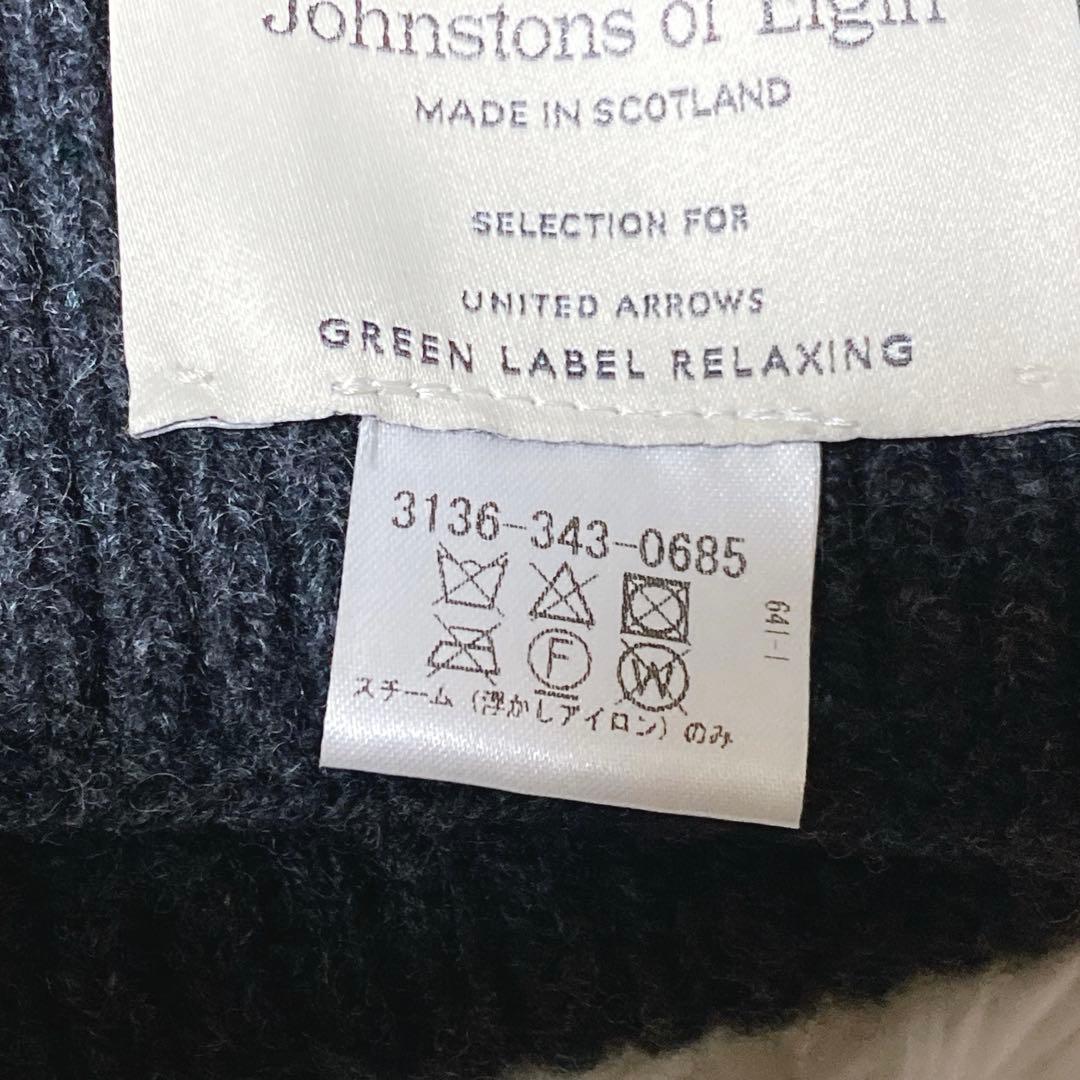 Johnstons of Elgin
MADE IN SCOTLAND
SELECTION FOR
UNITED ARROWS
GREEN LABEL RELAXING
3136-343-0685
F
W
641-1
スチーム（浮かしアイロン）のみ